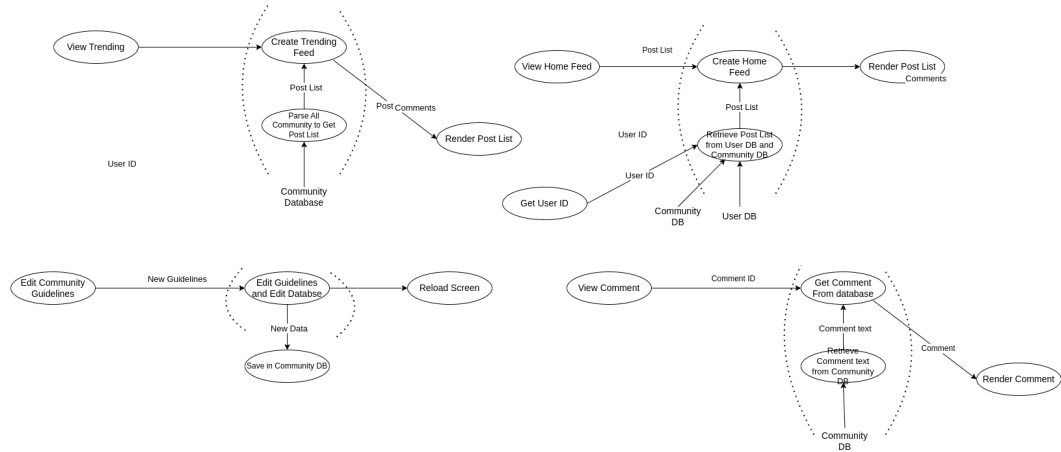 View Trending
Create Trending
Feed
Post List
Parse All
Community to Get
Post List
Community
Database
Post
Comments
Render Post List
User ID
View Home Feed
Post List
Create Home
Feed
Render Post List
Comments
Post List
User ID
Retrieve Post List
from User DB and
Community DB
User ID
Get User ID
Community
DB
User DB
Edit Community
Guidelines
New Guidelines
Edit Guidelines
and Edit Databse
Reload Screen
New Data
Save in Community DB
View Comment
Comment ID
Get Comment
From database
Comment text
Retrieve
Comment text
from Community
DB
Comment
Render Comment
Community
DB